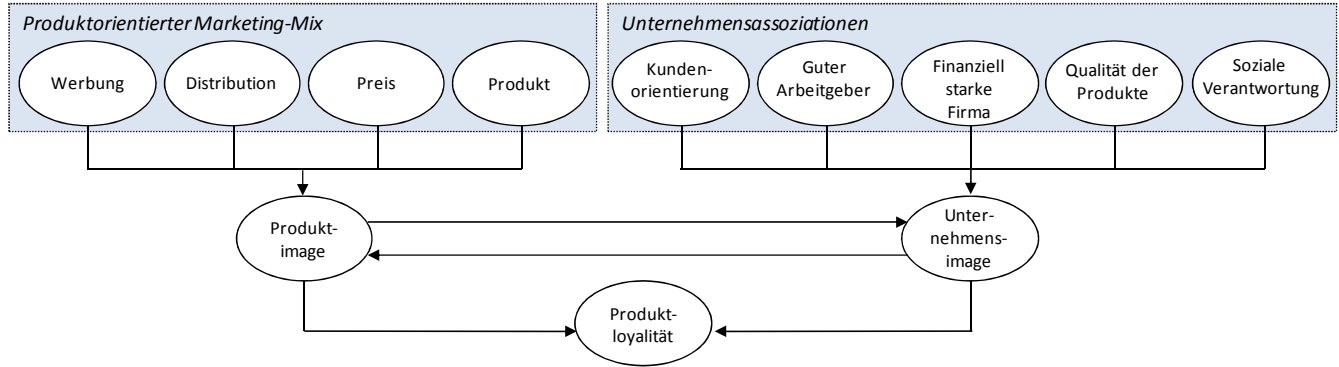 Produktorientierter Marketing-Mix
Werbung
Distribution
Preis
Produkt
Unternehmensassoziationen
Kunden-
orientierung
Guter
Arbeitgeber
Finanziell
starke
Firma
Qualität der
Produkte
Soziale
Verantwortung
Produkt-
image
Unter-
nehmens-
image
Produkt-
loyalität